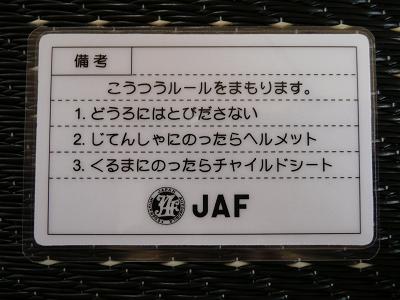 備考
こうつうルールをまもります。
1. どうろにはとびださない
2. じてんしゃにのったらヘルメット
3. くるまにのったらチャイルドシート
JAF